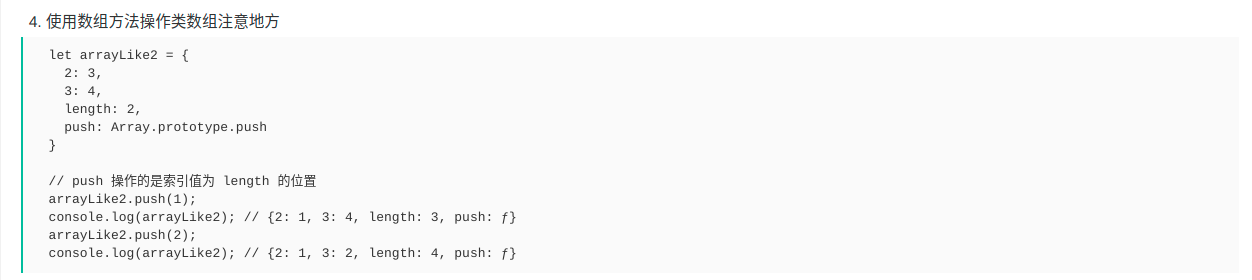 4. 使用数组方法操作类数组注意地方
let arrayLike2 = {
  2: 3,
  3: 4,
  length: 2,
  push: Array.prototype.push
}
// push 操作的是索引值为 length 的位置
arrayLike2.push(1);
console.log(arrayLike2); // {2: 1, 3: 4, length: 3, push: ƒ}
arrayLike2.push(2);
console.log(arrayLike2); // {2: 1, 3: 2, length: 4, push: ƒ}